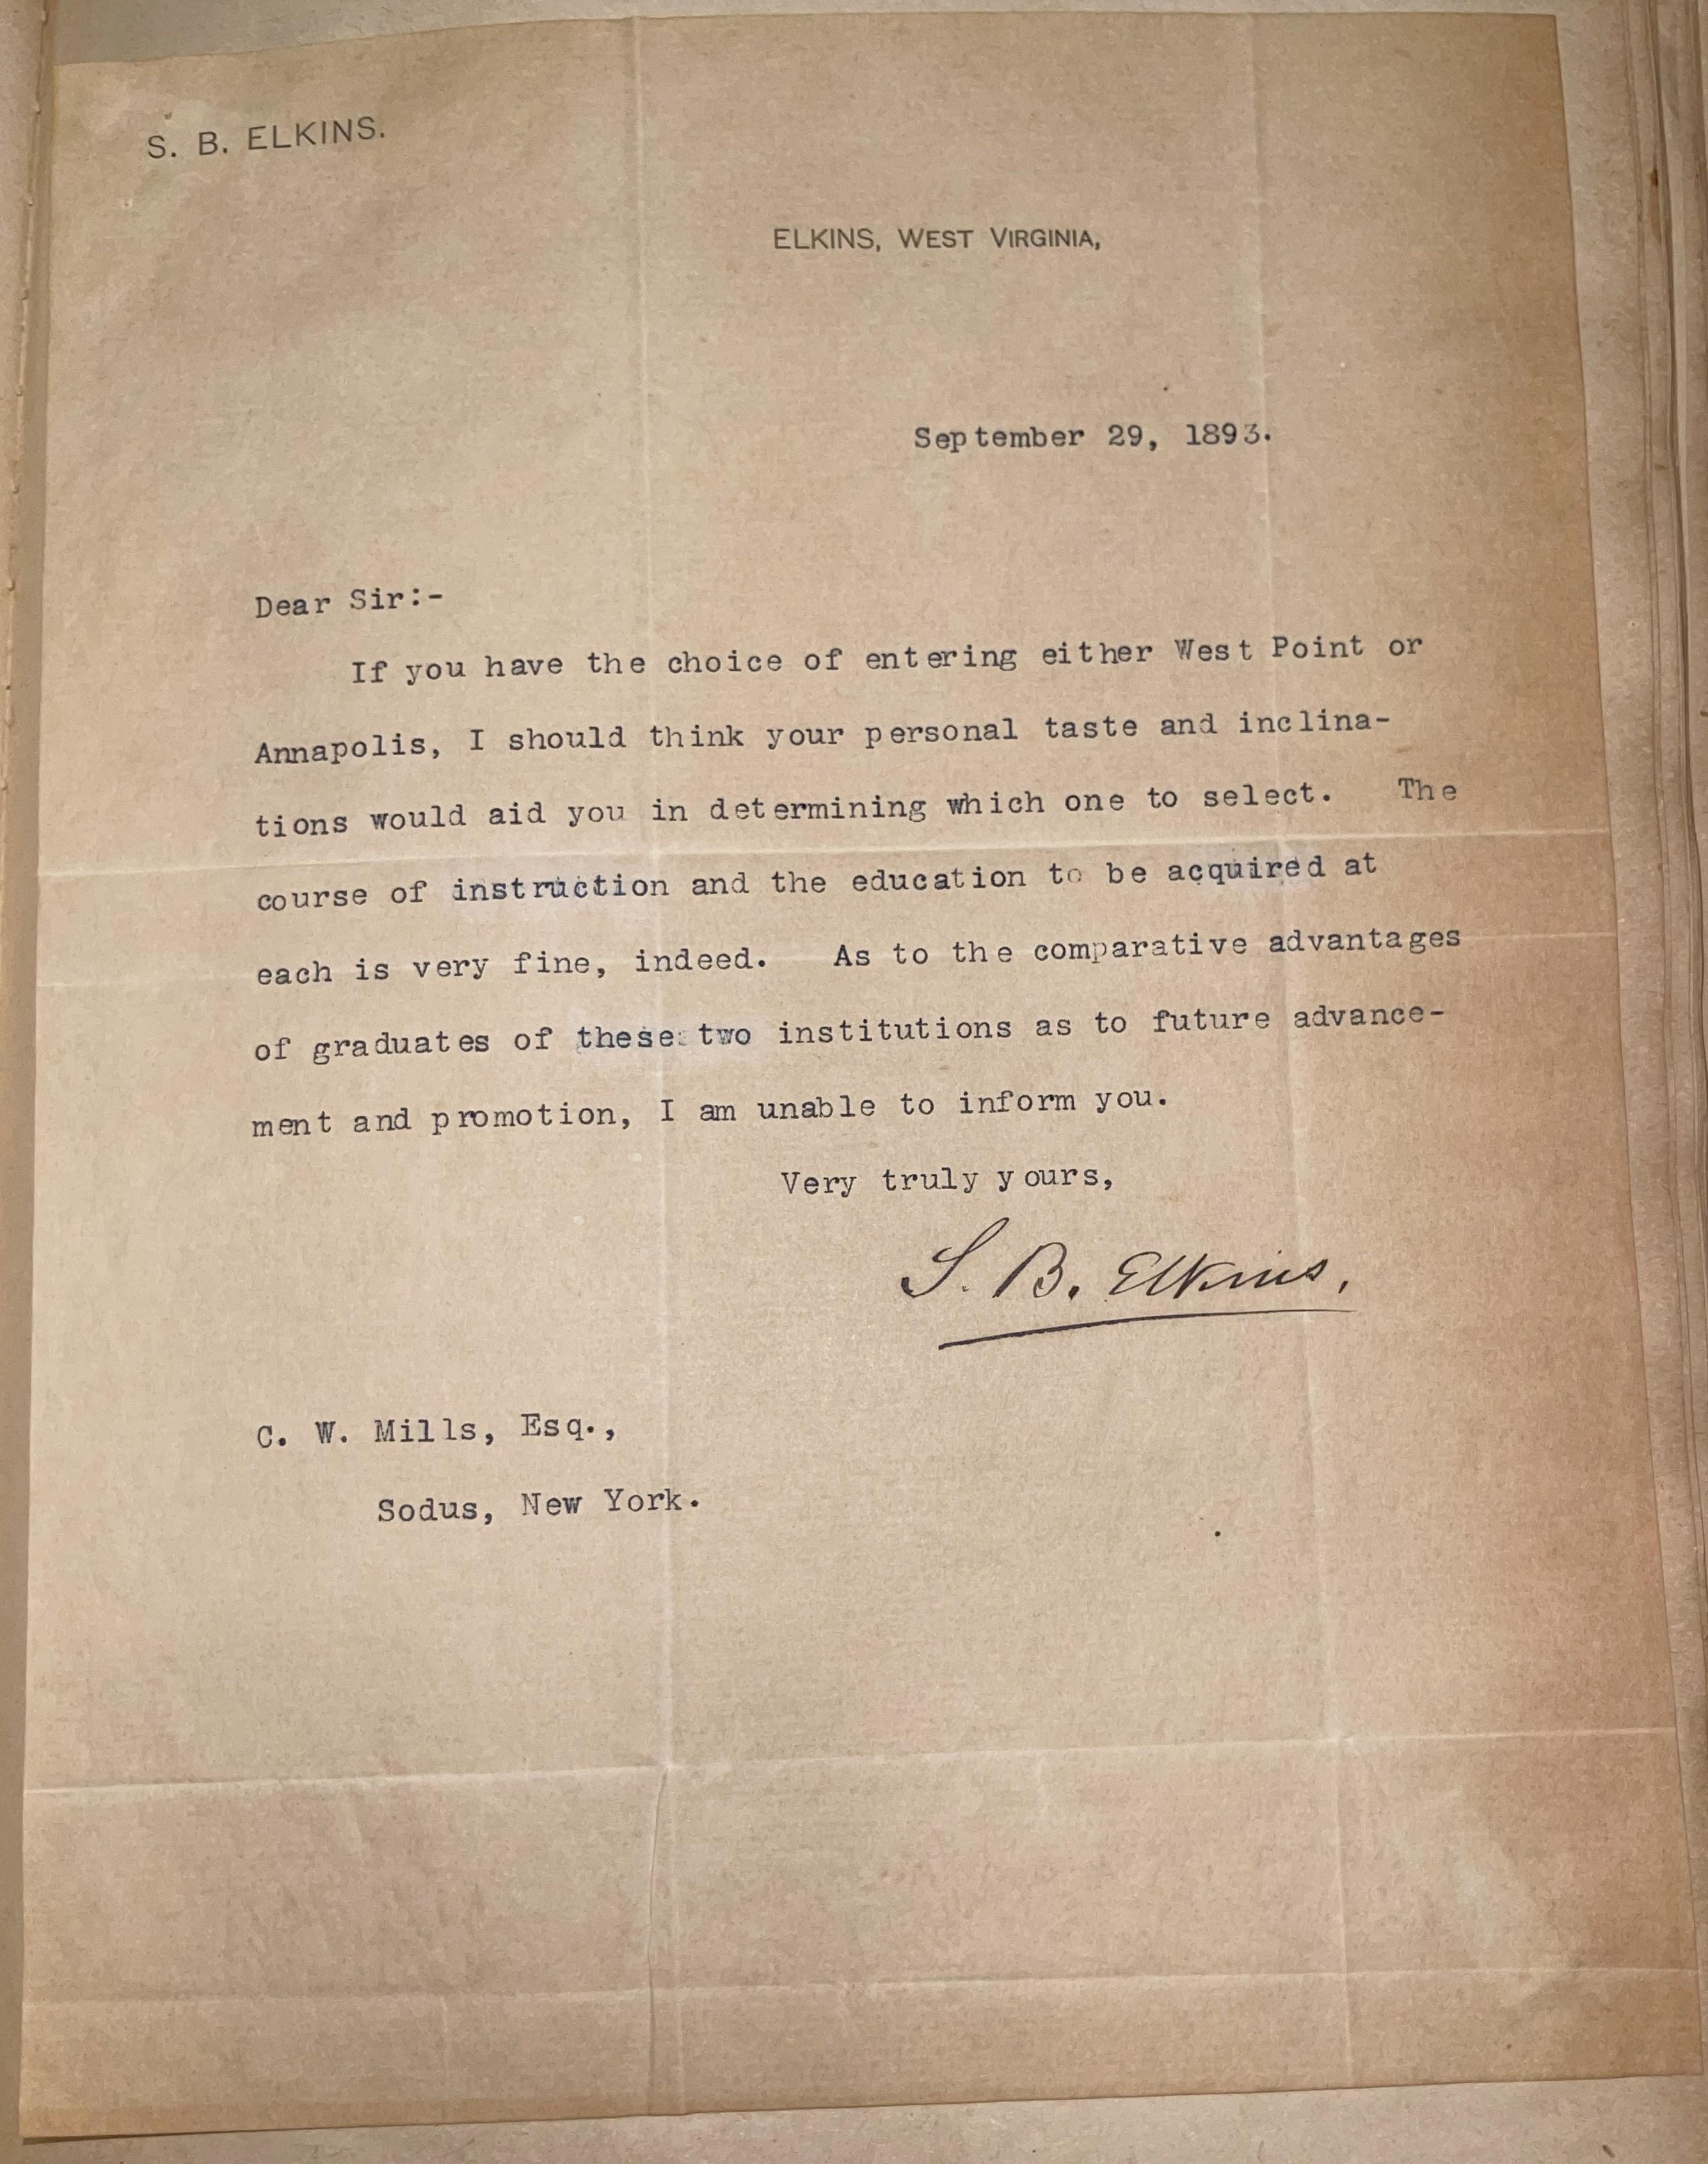 S. B. ELKINS.
ELKINS, WEST VIRGINIA,
September 29, 1893.
Dear Sir:-
If you have the choice of entering either West Point or
Annapolis, I should think your personal taste and inclina-
tions would aid you in determining which one to select. The
course of instruction and the education to be acquired at
each is very fine, indeed. As to the comparative advantages
of graduates of these two institutions as to future advance-
ment and promotion, I am unable to inform you.
Very truly yours,
S. B. Elkins.
C. W. Mills, Esq.,
Sodus, New York.